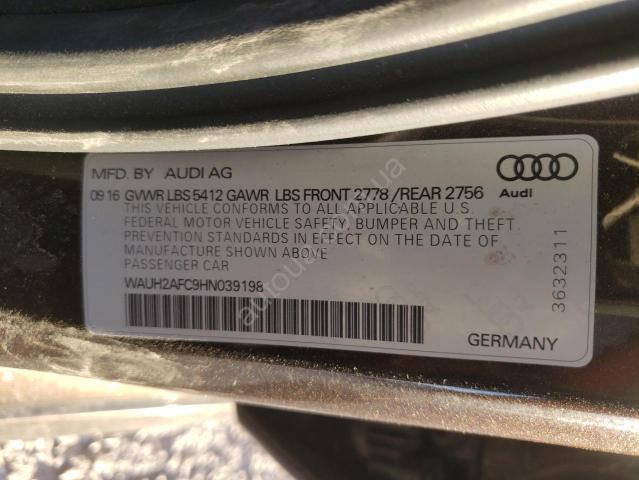 MFD. BY AUDI AG
09 16 GVWR LBS 5412 GAWR LBS FRONT 2778 /REAR 2756
THIS VEHICLE CONFORMS TO ALL APPLICABLE U.S.
FEDERAL MOTOR VEHICLE SAFETY, BUMPER AND THEFT
PREVENTION STANDARDS IN EFFECT ON THE DATE OF
MANUFACTURE SHOWN ABOVE
PASSENGER CAR
WAUH2AFC9HN039198
Audi
3632311
GERMANY